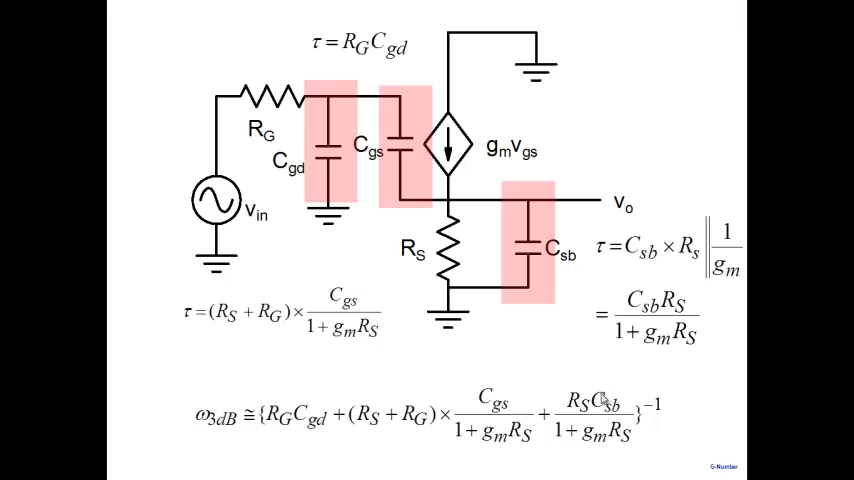 τ = R_G C_gd
R_G
C_gd
C_gs
g_m v_gs
v_in
v_o
R_S
C_sb
τ = C_sb × R_s ‖ 1/g_m
= C_sb R_S / (1 + g_m R_S)
τ = (R_S + R_G) × C_gs / (1 + g_m R_S)
ω_3dB ≅ {R_G C_gd + (R_S + R_G) × C_gs / (1 + g_m R_S) + R_S C_sb / (1 + g_m R_S)}^−1
G-Number